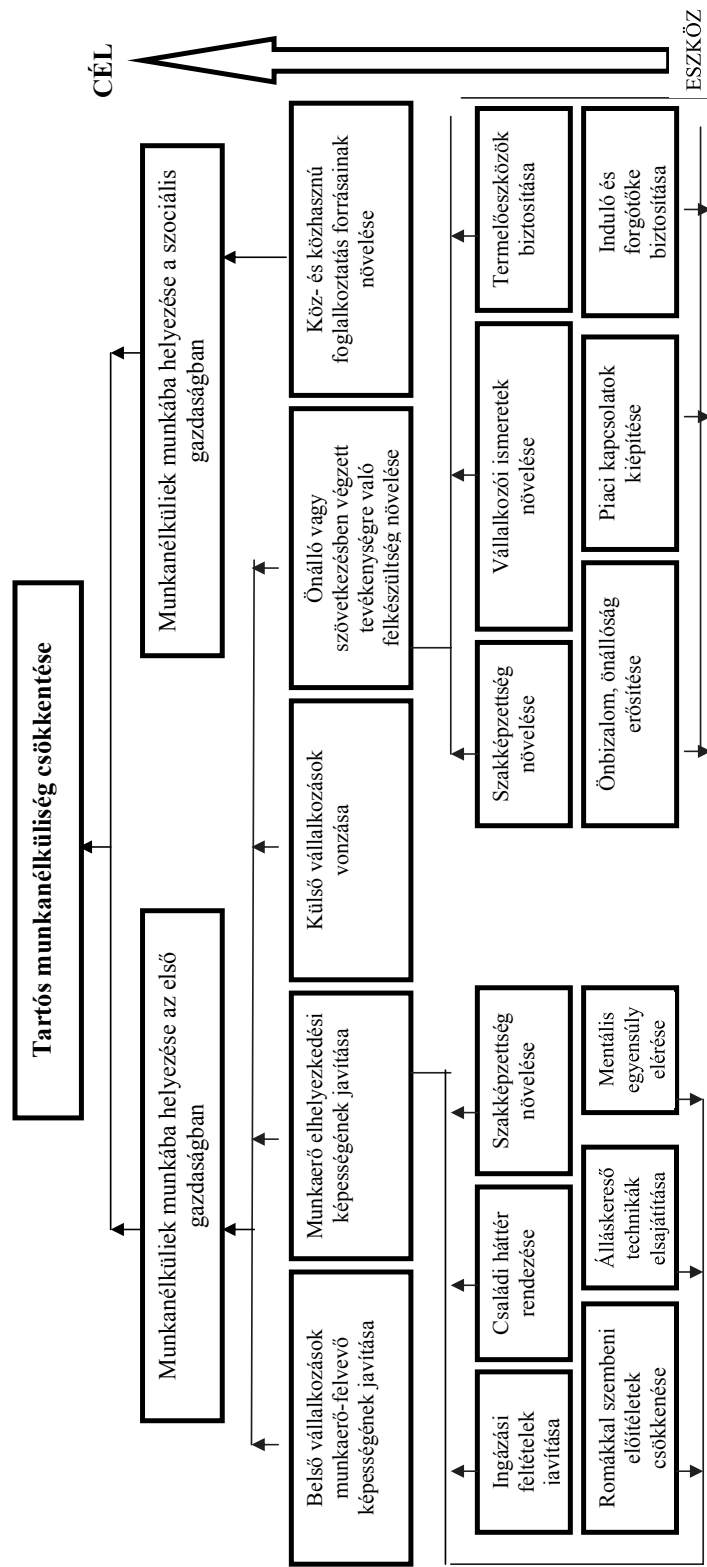 CÉL
Tartós munkanélküliség csökkentése
Munkanélküliek munkába helyezése az első
gazdaságban
Munkanélküliek munkába helyezése a szociális
gazdaságban
Belső vállalkozások
munkaerő-felvevő
képességének javítása
Munkaerő elhelyezkedési
képességének javítása
Külső vállalkozások
vonzása
Önálló vagy
szövetkezésben végzett
tevékenységre való
felkészültség növelése
Köz- és közhasznú
foglalkoztatás forrásainak
növelése
Ingázási
feltételek
javítása
Családi háttér
rendezése
Szakképzettség
növelése
Szakképzettség
növelése
Vállalkozói ismeretek
növelése
Termelőeszközök
biztosítása
Romákkal szembeni
előítéletek
csökkenése
Álláskereső
technikák
elsajátítása
Mentális
egyensúly
elérése
Önbizalom, önállóság
erősítése
Piaci kapcsolatok
kiépítése
Induló és
forgótőke
biztosítása
ESZKÖZ